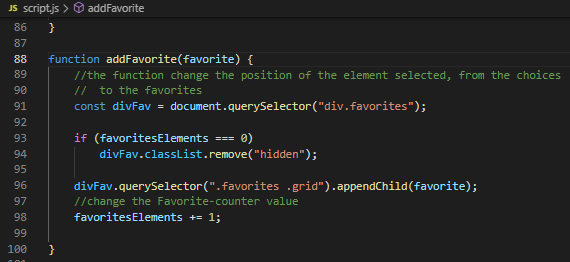 JS script.js > addFavorite
86 }
87
88 function addFavorite(favorite) {
89 //the function change the position of the element selected, from the choices
90 //  to the favorites
91 const divFav = document.querySelector("div.favorites");
92
93 if (favoritesElements === 0)
94 divFav.classList.remove("hidden");
95
96 divFav.querySelector(".favorites .grid").appendChild(favorite);
97 //change the Favorite-counter value
98 favoritesElements += 1;
99
100 }